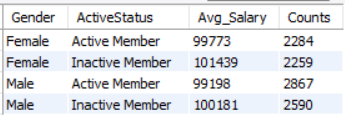 Gender ActiveStatus Avg_Salary Counts
Female Active Member 99773 2284
Female Inactive Member 101439 2259
Male Active Member 99198 2867
Male Inactive Member 100181 2590